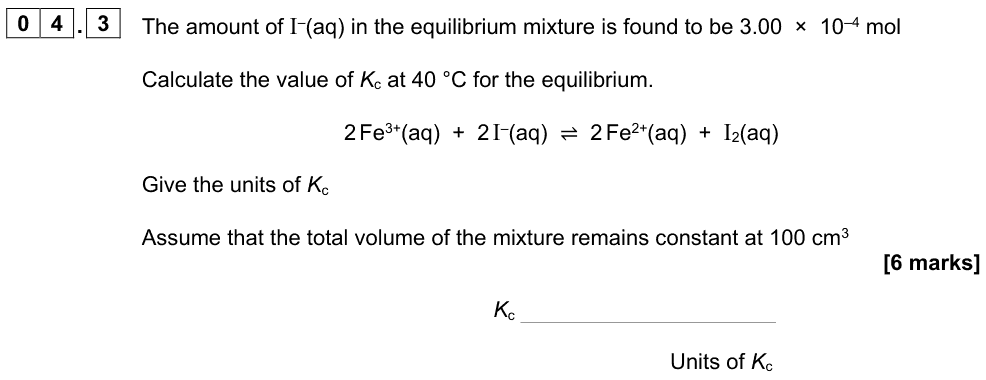 0 4 . 3 The amount of I⁻(aq) in the equilibrium mixture is found to be 3.00 × 10⁻⁴ mol
Calculate the value of Kc at 40 °C for the equilibrium.
2 Fe³⁺(aq) + 2 I⁻(aq) ⇌ 2 Fe²⁺(aq) + I₂(aq)
Give the units of Kc
Assume that the total volume of the mixture remains constant at 100 cm³
[6 marks]
Kc
Units of Kc